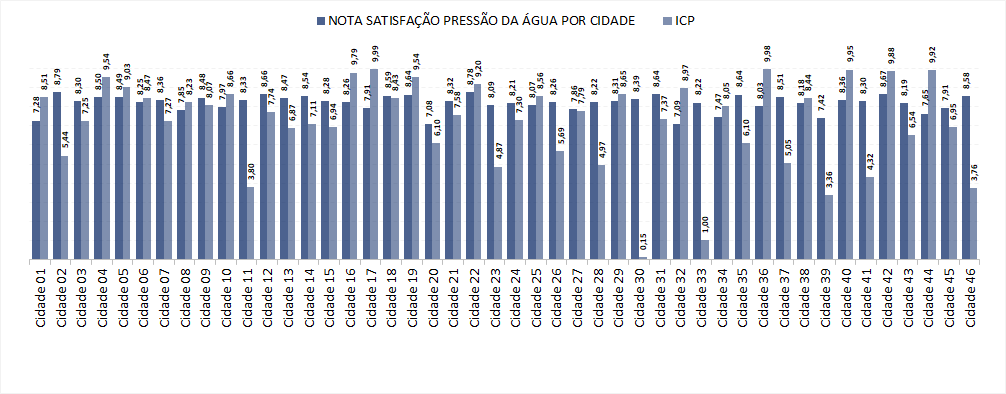 NOTA SATISFAÇÃO PRESSÃO DA ÁGUA POR CIDADE ICP
7,28 8,51 8,79 5,44 8,30 7,25 8,50 9,54 8,49 9,03 8,25 8,47 8,36 7,27 7,85 8,23 8,48 8,07 7,97 8,66 8,33 3,80 8,66 7,74 8,47 6,87 8,54 7,11 8,28 6,94 8,26 9,79 7,91 9,99 8,59 8,43 8,64 9,54 7,08 6,10 8,32 7,58 8,78 9,20 8,09 4,87 8,21 7,30 8,07 8,56 8,26 5,69 7,86 7,79 8,22 4,97 8,31 8,65 8,39 0,15 8,64 7,37 7,09 8,97 8,22 1,00 7,47 8,05 8,64 6,10 8,03 9,98 8,51 5,05 8,18 8,44 7,42 3,36 8,36 9,95 8,30 4,32 8,67 9,88 8,19 6,54 7,65 9,92 7,91 6,95 8,58 3,76
Cidade 01
Cidade 02
Cidade 03
Cidade 04
Cidade 05
Cidade 06
Cidade 07
Cidade 08
Cidade 09
Cidade 10
Cidade 11
Cidade 12
Cidade 13
Cidade 14
Cidade 15
Cidade 16
Cidade 17
Cidade 18
Cidade 19
Cidade 20
Cidade 21
Cidade 22
Cidade 23
Cidade 24
Cidade 25
Cidade 26
Cidade 27
Cidade 28
Cidade 29
Cidade 30
Cidade 31
Cidade 32
Cidade 33
Cidade 34
Cidade 35
Cidade 36
Cidade 37
Cidade 38
Cidade 39
Cidade 40
Cidade 41
Cidade 42
Cidade 43
Cidade 44
Cidade 45
Cidade 46